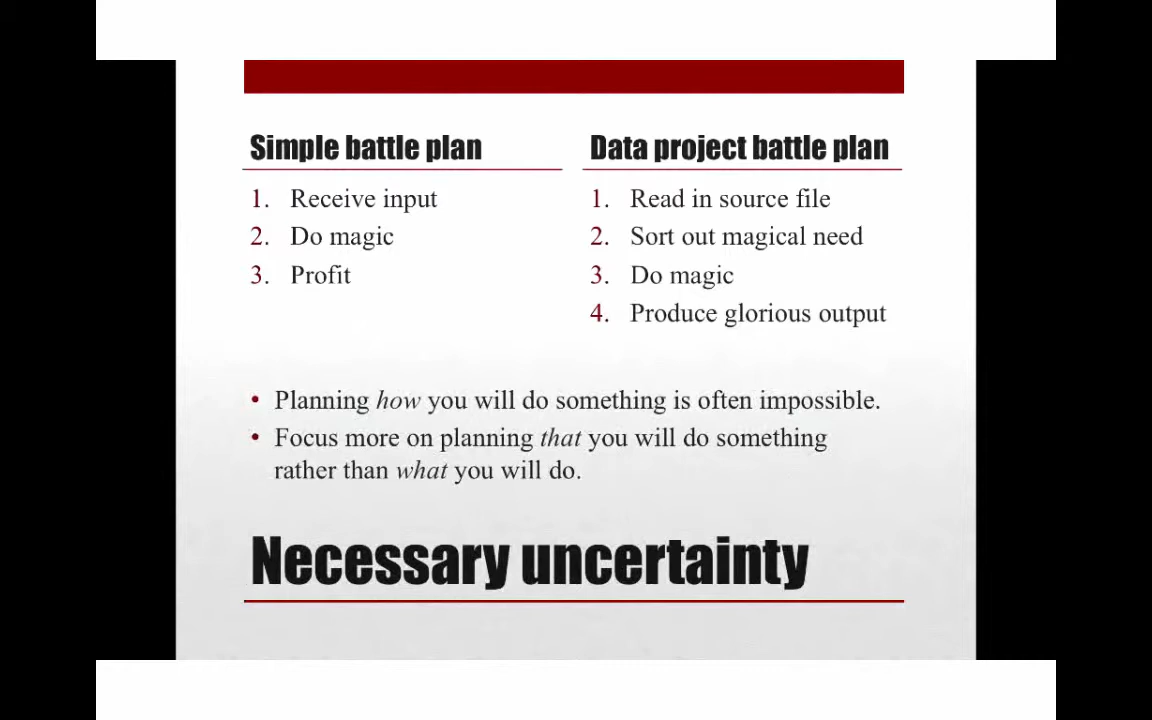 Simple battle plan
1. Receive input
2. Do magic
3. Profit
Data project battle plan
1. Read in source file
2. Sort out magical need
3. Do magic
4. Produce glorious output
• Planning how you will do something is often impossible.
• Focus more on planning that you will do something
rather than what you will do.
Necessary uncertainty